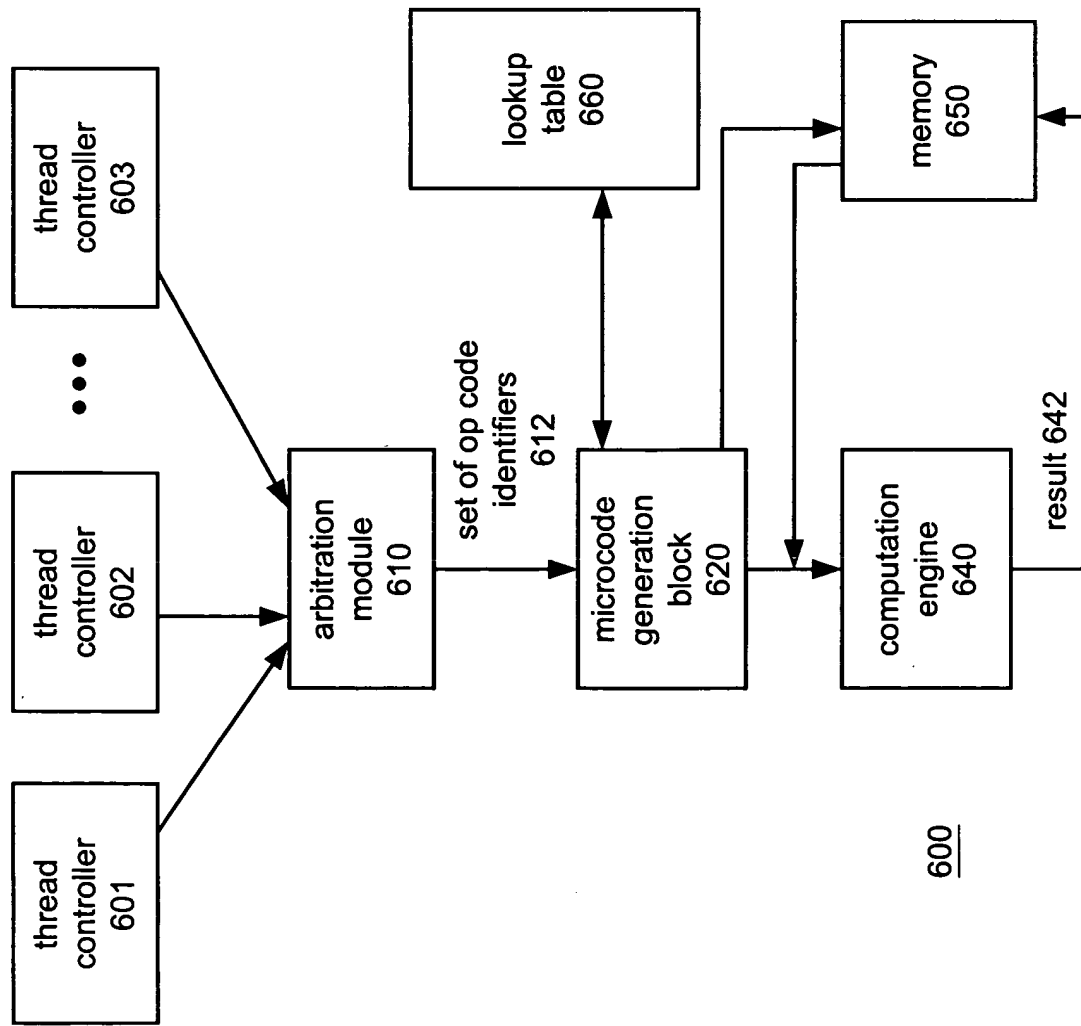 thread
controller
601
thread
controller
602
thread
controller
603
arbitration
module
610
set of op code
identifiers
612
microcode
generation
block
620
lookup
table
660
computation
engine
640
memory
650
result 642
600